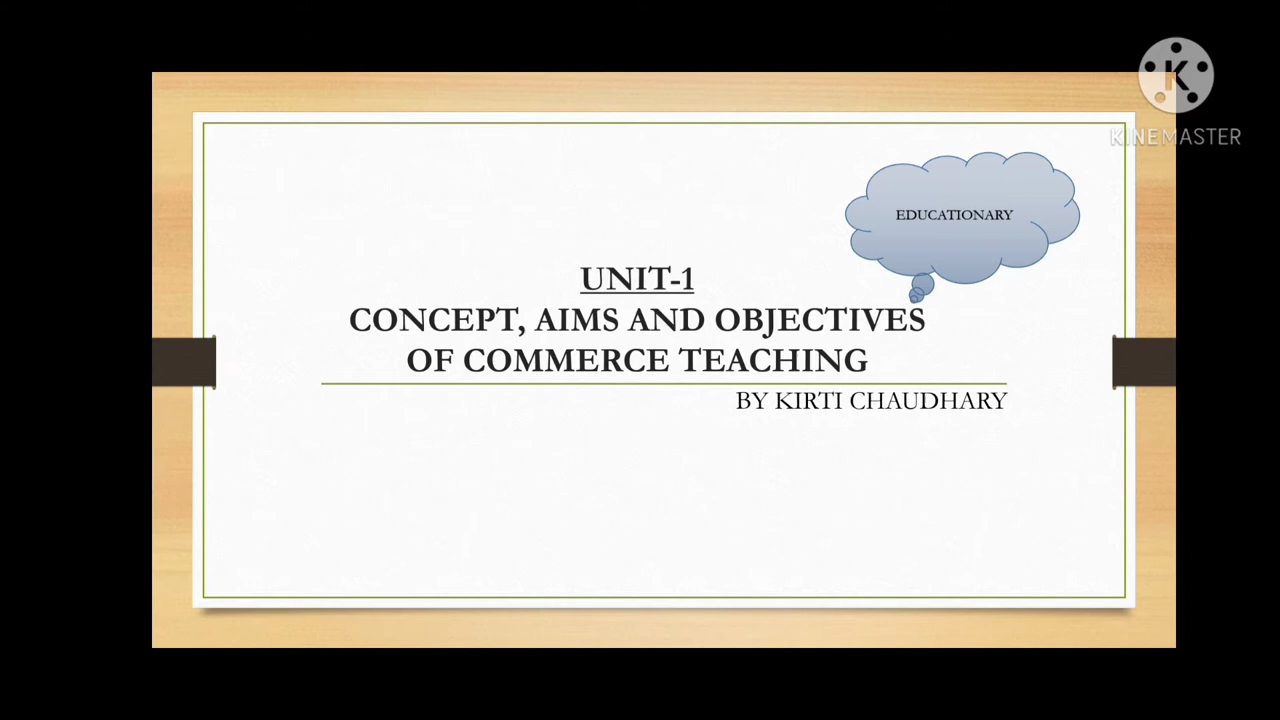 K
KINEMASTER
EDUCATIONARY
UNIT-1
CONCEPT, AIMS AND OBJECTIVES
OF COMMERCE TEACHING
BY KIRTI CHAUDHARY